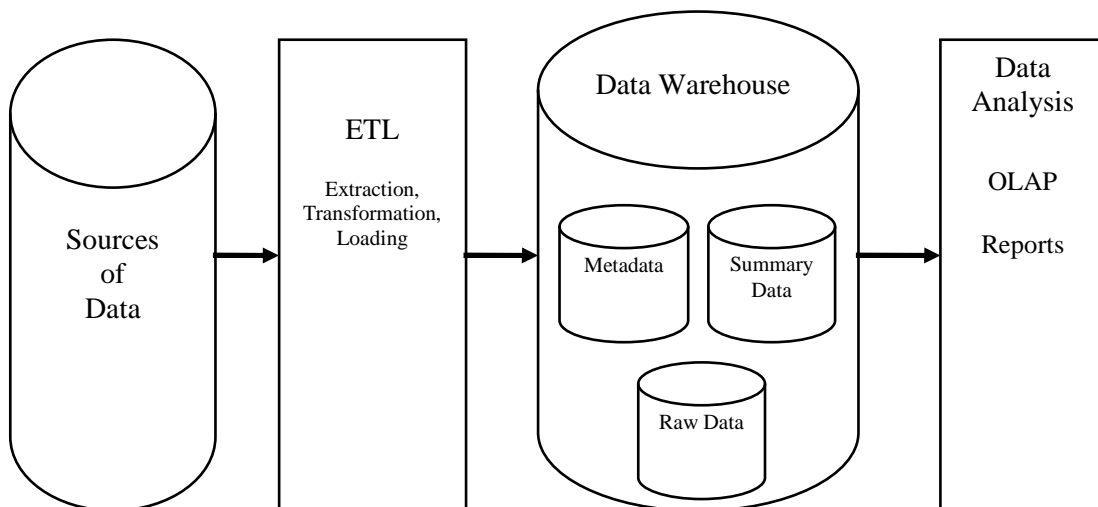 Sources
of
Data
ETL
Extraction,
Transformation,
Loading
Data Warehouse
Metadata
Summary
Data
Raw Data
Data
Analysis
OLAP
Reports